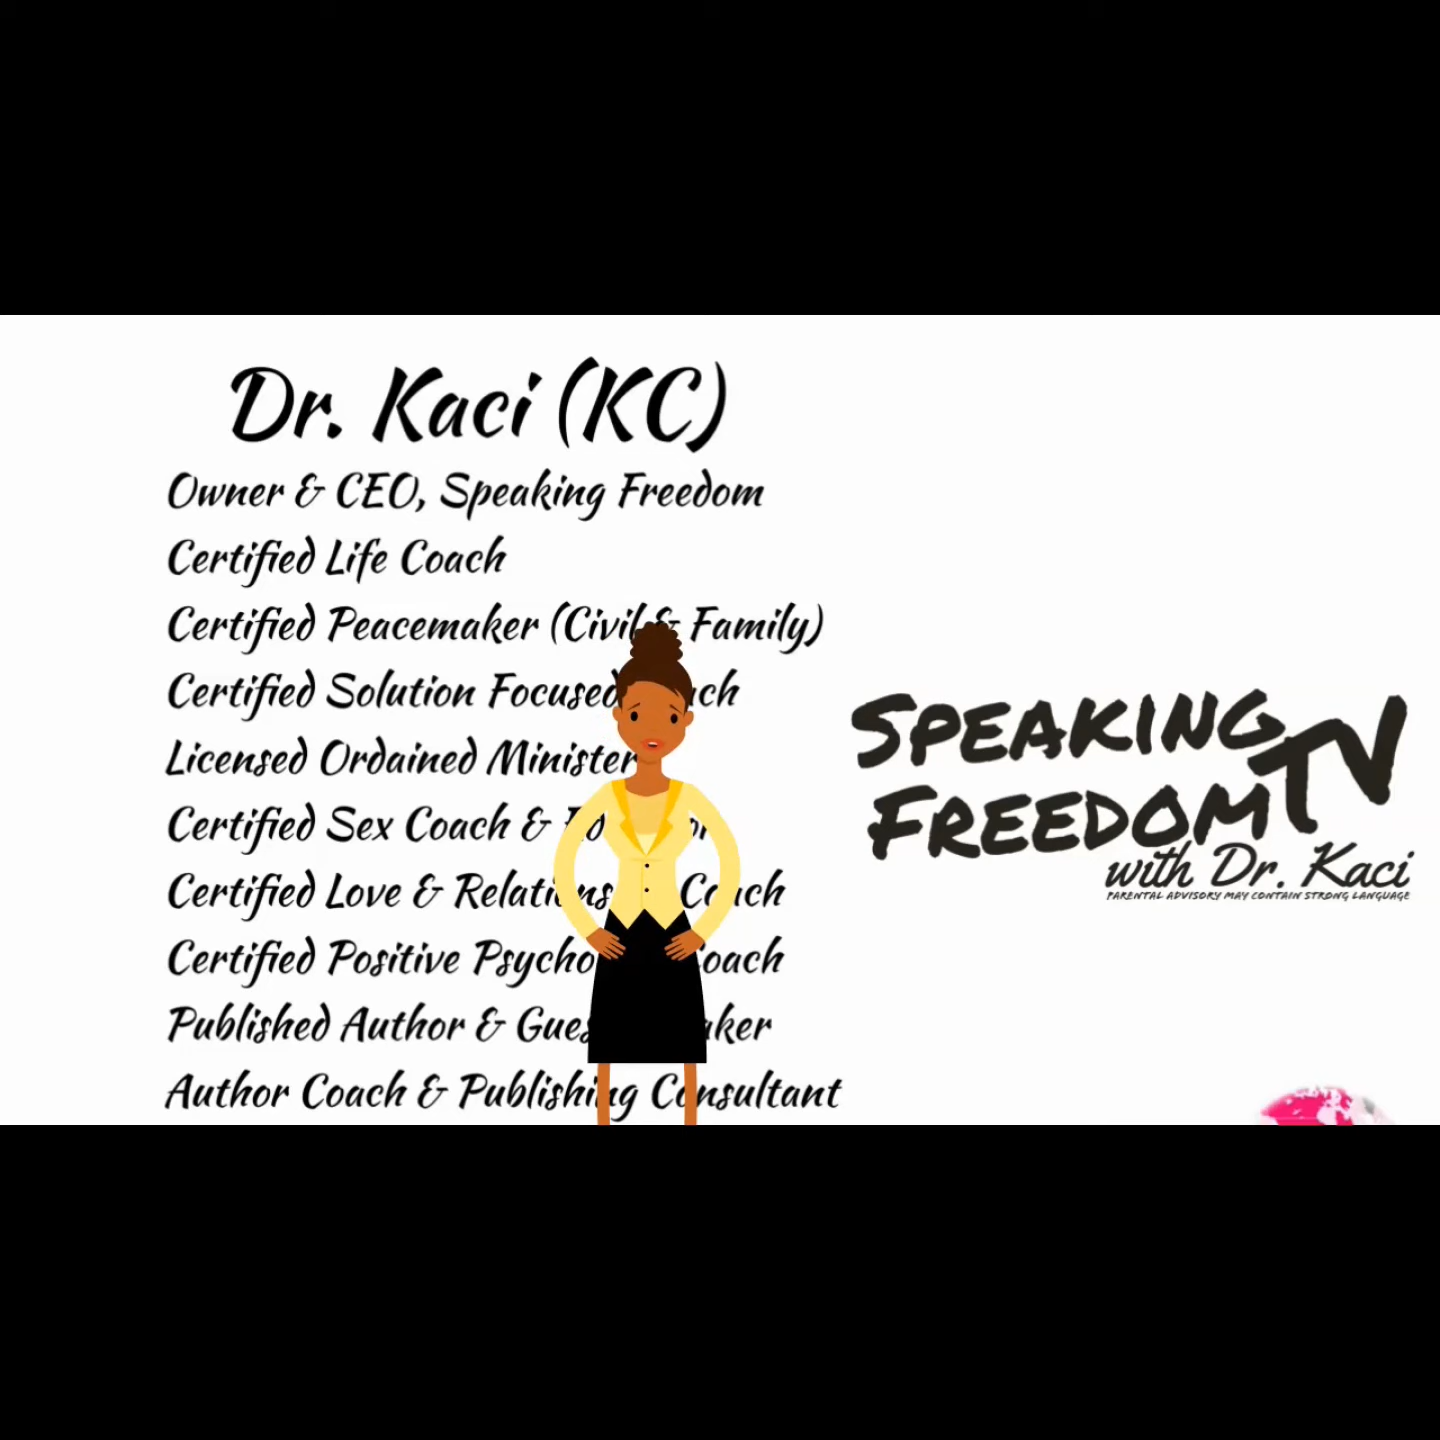 Dr. Kaci (KC)
Owner & CEO, Speaking Freedom
Certified Life Coach
Certified Peacemaker (Civil & Family)
Certified Solution Focused
Licensed Ordained Minister
Certified Sex Coach &
Certified Love & Coach
Certified Positive
Published Author &
Author Coach & Publishing Consultant
SPEAKING
FREEDOM TV
with Dr. Kaci
PARENTAL ADVISORY MAY CONTAIN STRONG LANGUAGE